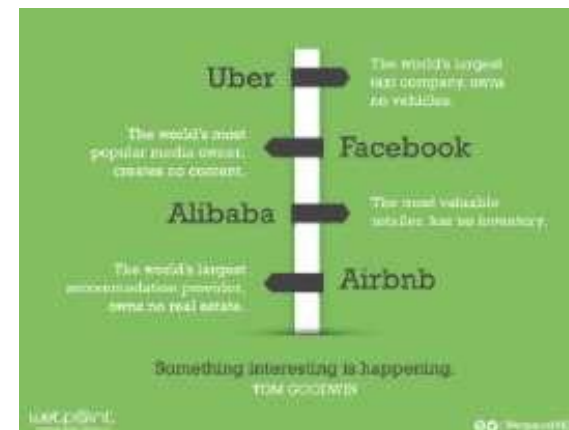 Uber
The world's largest
taxi company, owns
no vehicles.
The world's most
popular media owner,
creates no content.
Facebook
Alibaba
The most valuable
retailer, has no inventory.
The world's largest
accommodation provider,
owns no real estate.
Airbnb
Something interesting is happening.
TOM GOODWIN